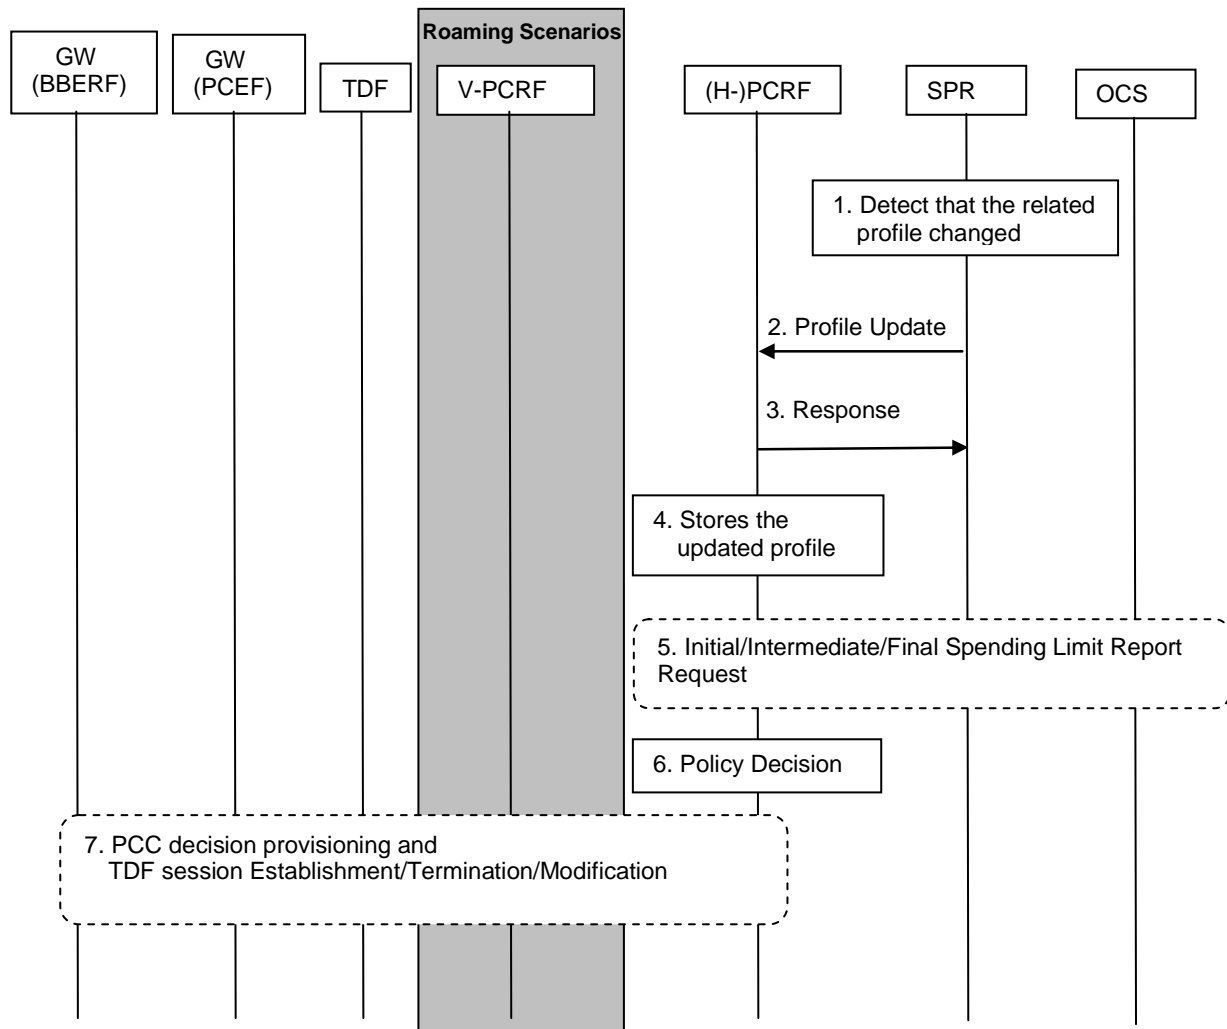 Roaming Scenarios
GW
(BBERF)
GW
(PCEF)
TDF
V-PCRF
(H-)PCRF
SPR
OCS
1. Detect that the related
profile changed
2. Profile Update
3. Response
4. Stores the
updated profile
5. Initial/Intermediate/Final Spending Limit Report
Request
6. Policy Decision
7. PCC decision provisioning and
TDF session Establishment/Termination/Modification